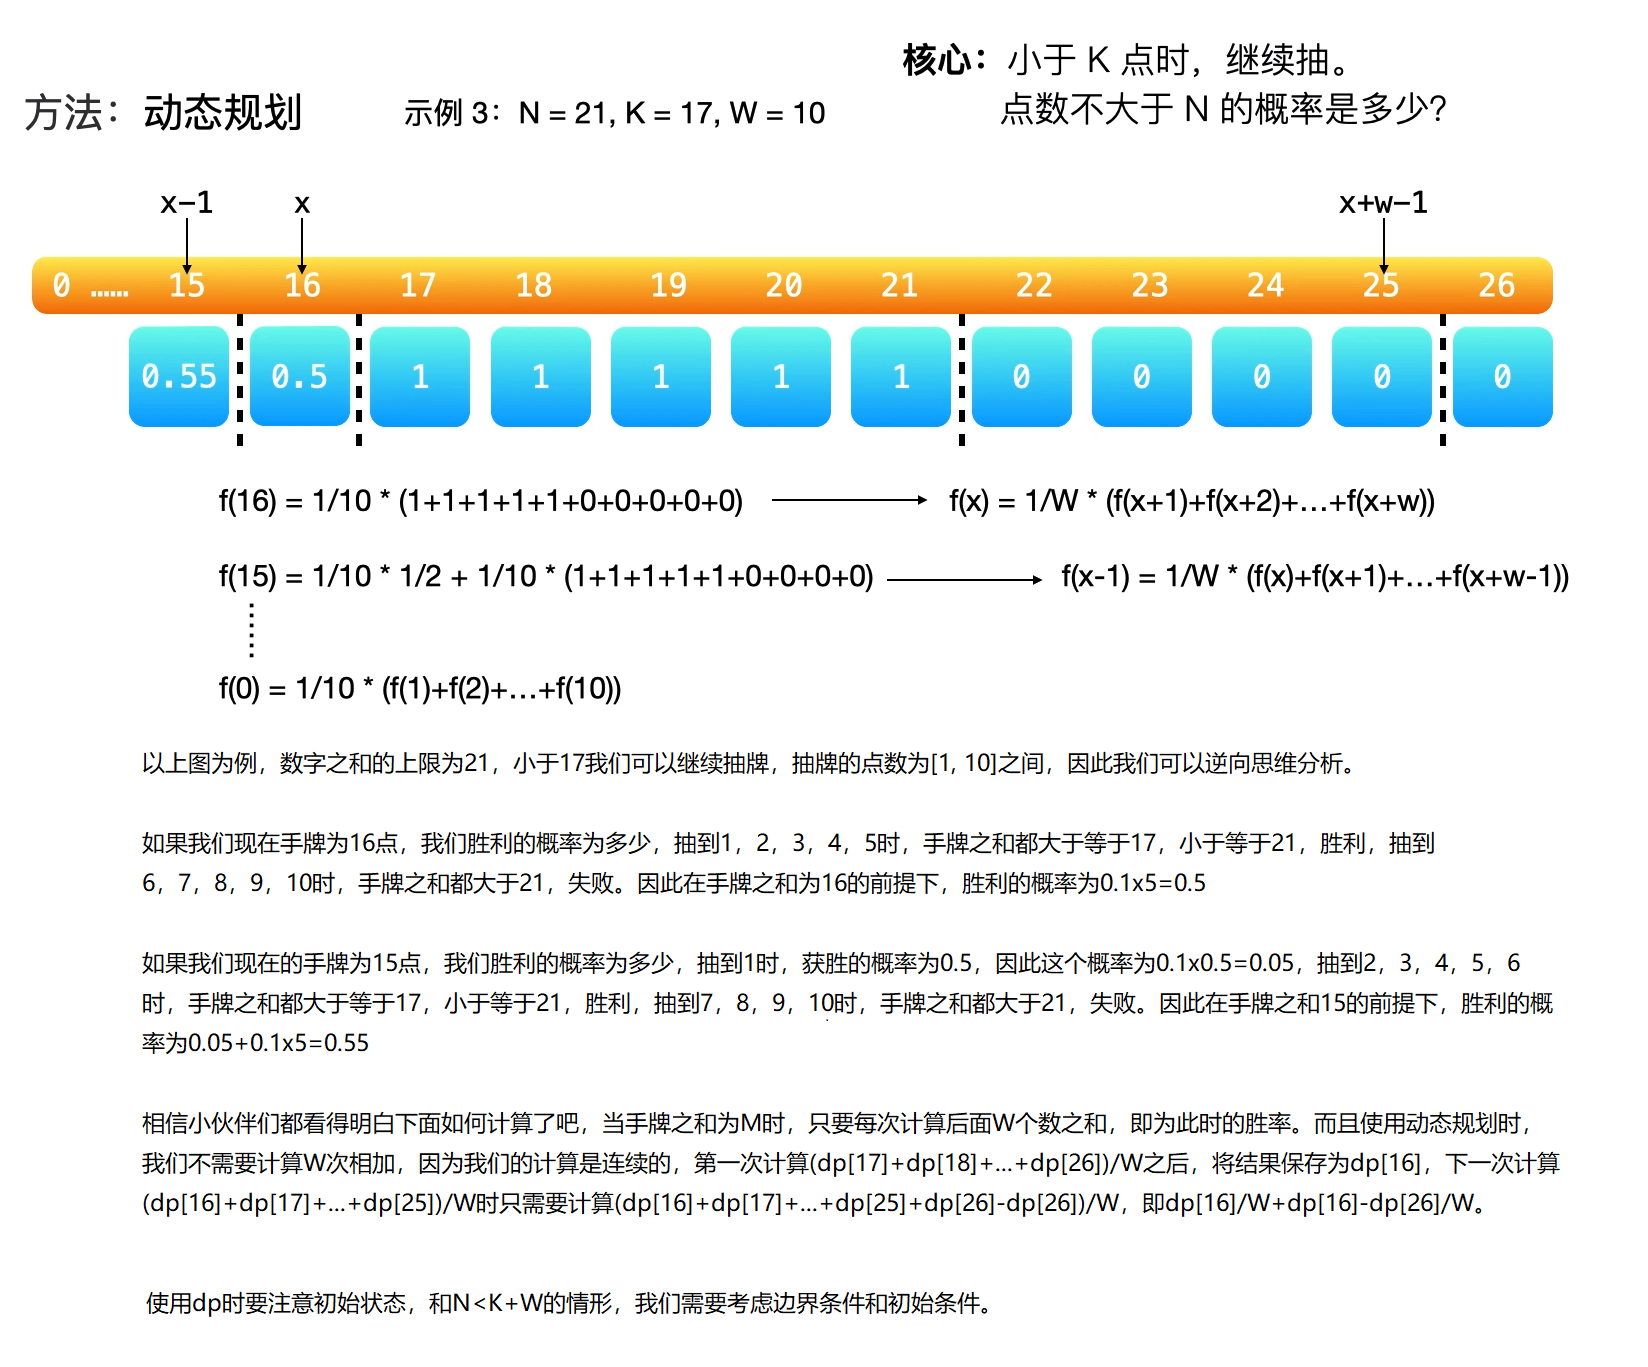 核心：小于 K 点时，继续抽。
点数不大于 N 的概率是多少？
方法：动态规划
示例 3：N = 21, K = 17, W = 10
x-1 x x+w-1
0 …… 15 16 17 18 19 20 21 22 23 24 25 26
0.55 0.5 1 1 1 1 1 0 0 0 0 0
f(16) = 1/10 * (1+1+1+1+1+0+0+0+0+0) f(x) = 1/W * (f(x+1)+f(x+2)+…+f(x+w))
f(15) = 1/10 * 1/2 + 1/10 * (1+1+1+1+1+0+0+0+0) f(x-1) = 1/W * (f(x)+f(x+1)+…+f(x+w-1))
f(0) = 1/10 * (f(1)+f(2)+…+f(10))
以上图为例，数字之和的上限为21，小于17我们可以继续抽牌，抽牌的点数为[1, 10]之间，因此我们可以逆向思维分析。
如果我们现在手牌为16点，我们胜利的概率为多少，抽到1，2，3，4，5时，手牌之和都大于等于17，小于等于21，胜利，抽到
6，7，8，9，10时，手牌之和都大于21，失败。因此在手牌之和为16的前提下，胜利的概率为0.1x5=0.5
如果我们现在的手牌为15点，我们胜利的概率为多少，抽到1时，获胜的概率为0.5，因此这个概率为0.1x0.5=0.05，抽到2，3，4，5，6
时，手牌之和都大于等于17，小于等于21，胜利，抽到7，8，9，10时，手牌之和都大于21，失败。因此在手牌之和15的前提下，胜利的概
率为0.05+0.1x5=0.55
相信小伙伴们都看得明白下面如何计算了吧，当手牌之和为M时，只要每次计算后面W个数之和，即为此时的胜率。而且使用动态规划时，
我们不需要计算W次相加，因为我们的计算是连续的，第一次计算(dp[17]+dp[18]+...+dp[26])/W之后，将结果保存为dp[16]，下一次计算
(dp[16]+dp[17]+...+dp[25])/W时只需要计算(dp[16]+dp[17]+...+dp[25]+dp[26]-dp[26])/W，即dp[16]/W+dp[16]-dp[26]/W。
使用dp时要注意初始状态，和N<K+W的情形，我们需要考虑边界条件和初始条件。